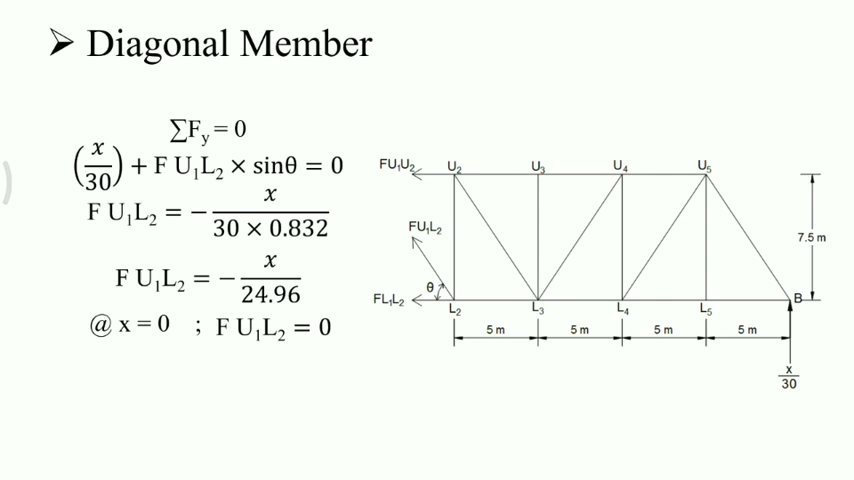 ➢ Diagonal Member
∑Fy = 0
(x/30) + F U₁L₂ × sinθ = 0
F U₁L₂ = − x / (30 × 0.832)
F U₁L₂ = − x / 24.96
@ x = 0 ; F U₁L₂ = 0
FU₁U₂ U₂ U₃ U₄ U₅
FU₁L₂
7.5 m
θ
FL₁L₂ L₂ L₃ L₄ L₅ B
5 m 5 m 5 m 5 m
x
30